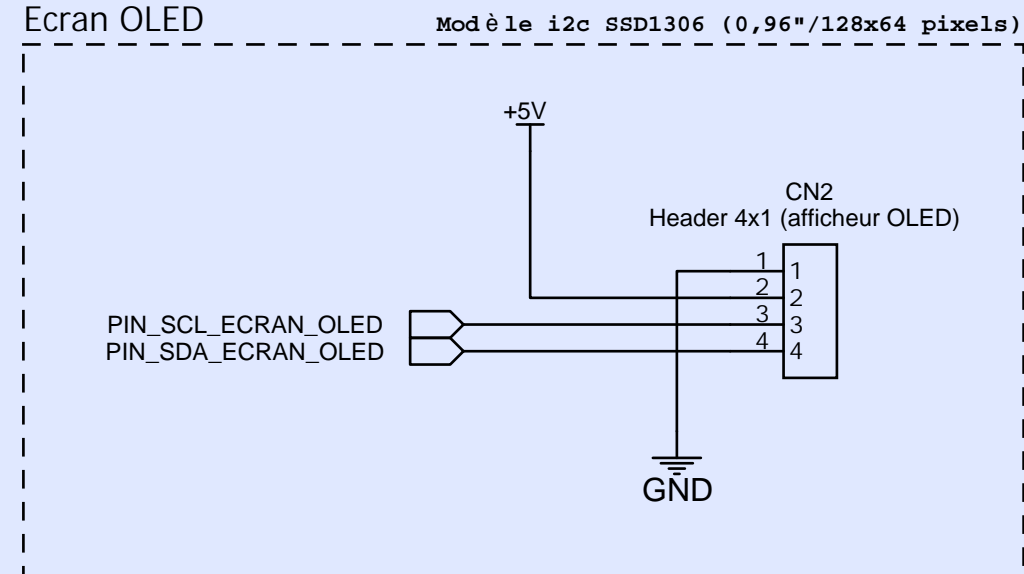 Ecran OLED
Modèle i2c SSD1306 (0,96"/128x64 pixels)
+5V
CN2
Header 4x1 (afficheur OLED)
1 1
2 2
PIN_SCL_ECRAN_OLED 3 3
PIN_SDA_ECRAN_OLED 4 4
GND